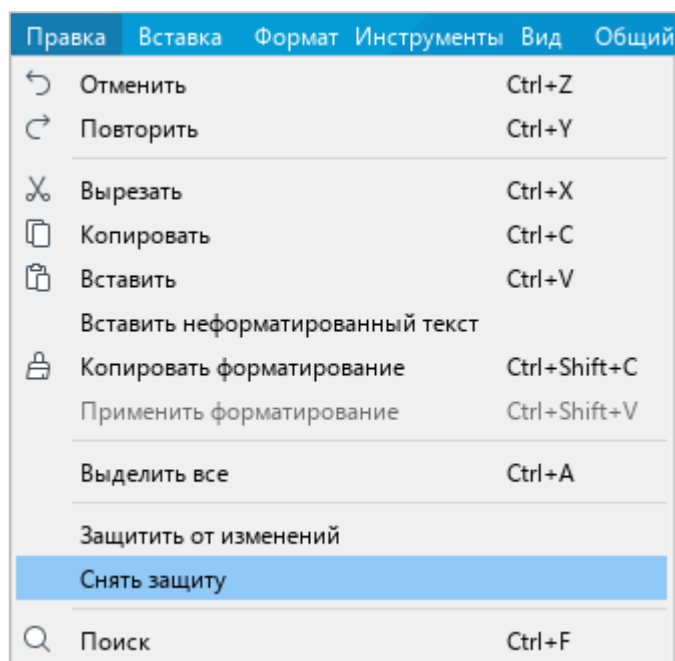 Правка Вставка Формат Инструменты Вид Общий
Отменить Ctrl+Z
Повторить Ctrl+Y
Вырезать Ctrl+X
Копировать Ctrl+C
Вставить Ctrl+V
Вставить неформатированный текст
Копировать форматирование Ctrl+Shift+C
Применить форматирование Ctrl+Shift+V
Выделить все Ctrl+A
Защитить от изменений
Снять защиту
Поиск Ctrl+F